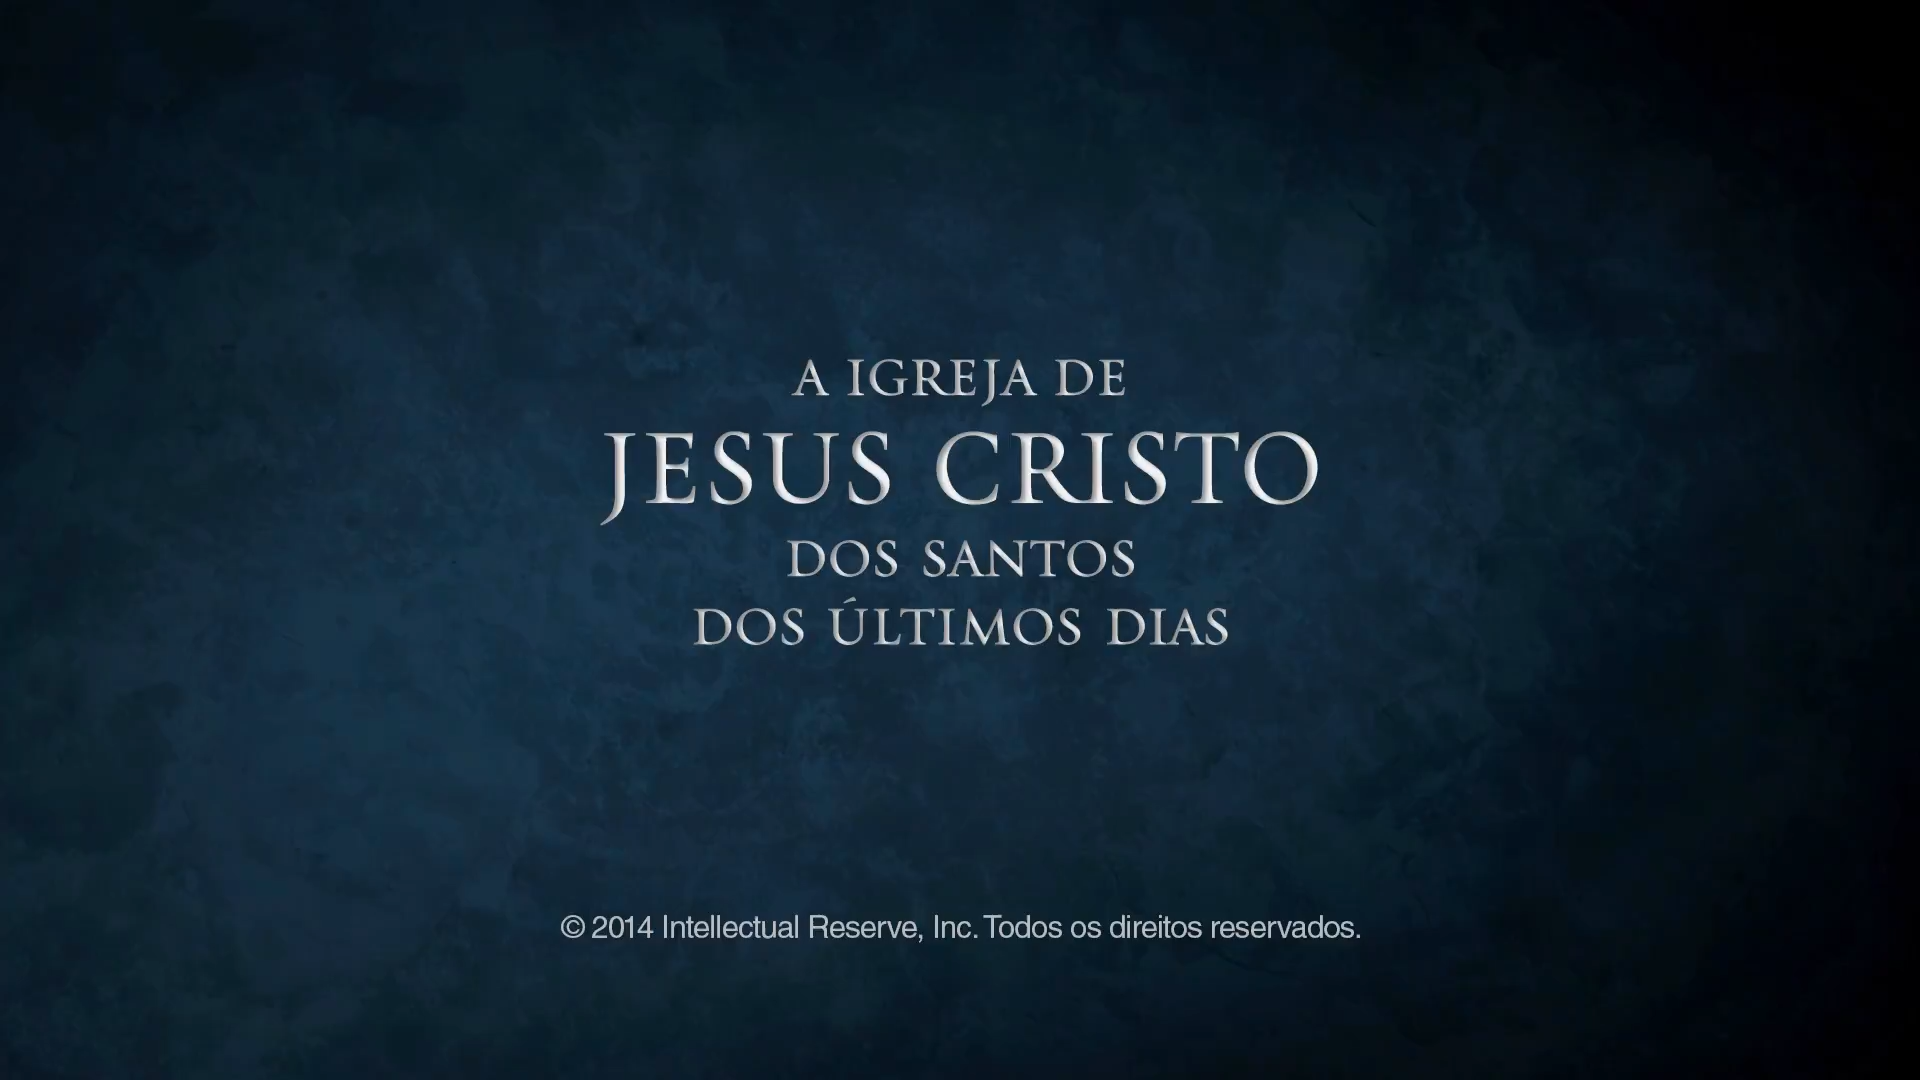 A IGREJA DE
JESUS CRISTO
DOS SANTOS
DOS ÚLTIMOS DIAS
© 2014 Intellectual Reserve, Inc. Todos os direitos reservados.